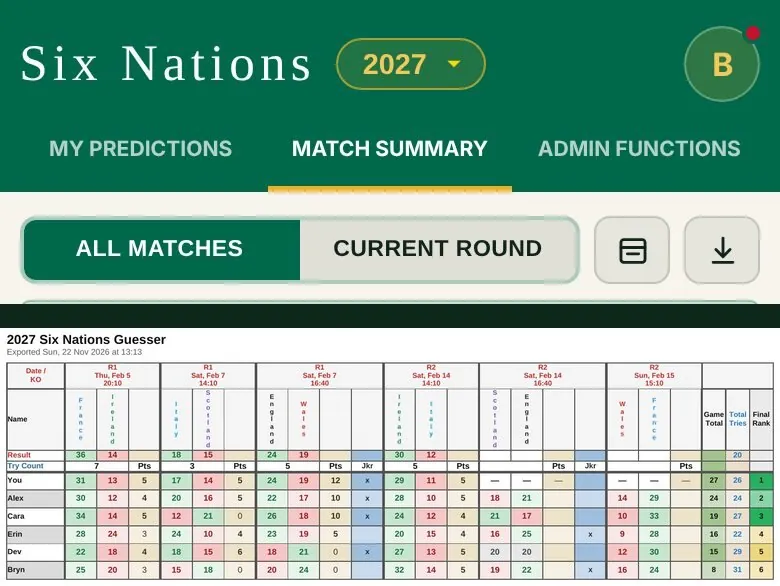 Six Nations 2027 B
MY PREDICTIONS MATCH SUMMARY ADMIN FUNCTIONS
ALL MATCHES CURRENT ROUND
2027 Six Nations Guesser
Exported Sun, 22 Nov 2026 at 13:13
Date / KO R1 Thu, Feb 5 20:10 R1 Sat, Feb 7 14:10 R1 Sat, Feb 7 16:40 R2 Sat, Feb 14 14:10 R2 Sat, Feb 14 16:40 R2 Sun, Feb 15 15:10
Name France Ireland Italy Scotland England Wales Ireland Italy Scotland England Wales France Game Total Total Tries Final Rank
Result 36 14 18 15 24 19 30 12 20
Try Count 7 Pts 3 Pts 5 Pts Jkr 5 Pts Pts Jkr Pts
You 31 13 5 17 14 5 24 19 12 x 29 11 5 — — — — — — 27 26 1
Alex 30 12 4 20 16 5 22 17 10 x 28 10 5 18 21 14 29 24 24 2
Cara 34 14 5 12 21 0 26 18 10 x 24 12 4 21 17 10 33 19 27 3
Erin 28 24 3 24 10 4 23 19 5 20 15 4 16 25 x 9 28 16 22 4
Dev 22 18 4 18 15 6 18 21 0 x 27 13 5 20 20 12 30 15 29 5
Bryn 25 20 3 15 18 0 20 24 0 32 14 5 19 22 x 16 24 8 31 6